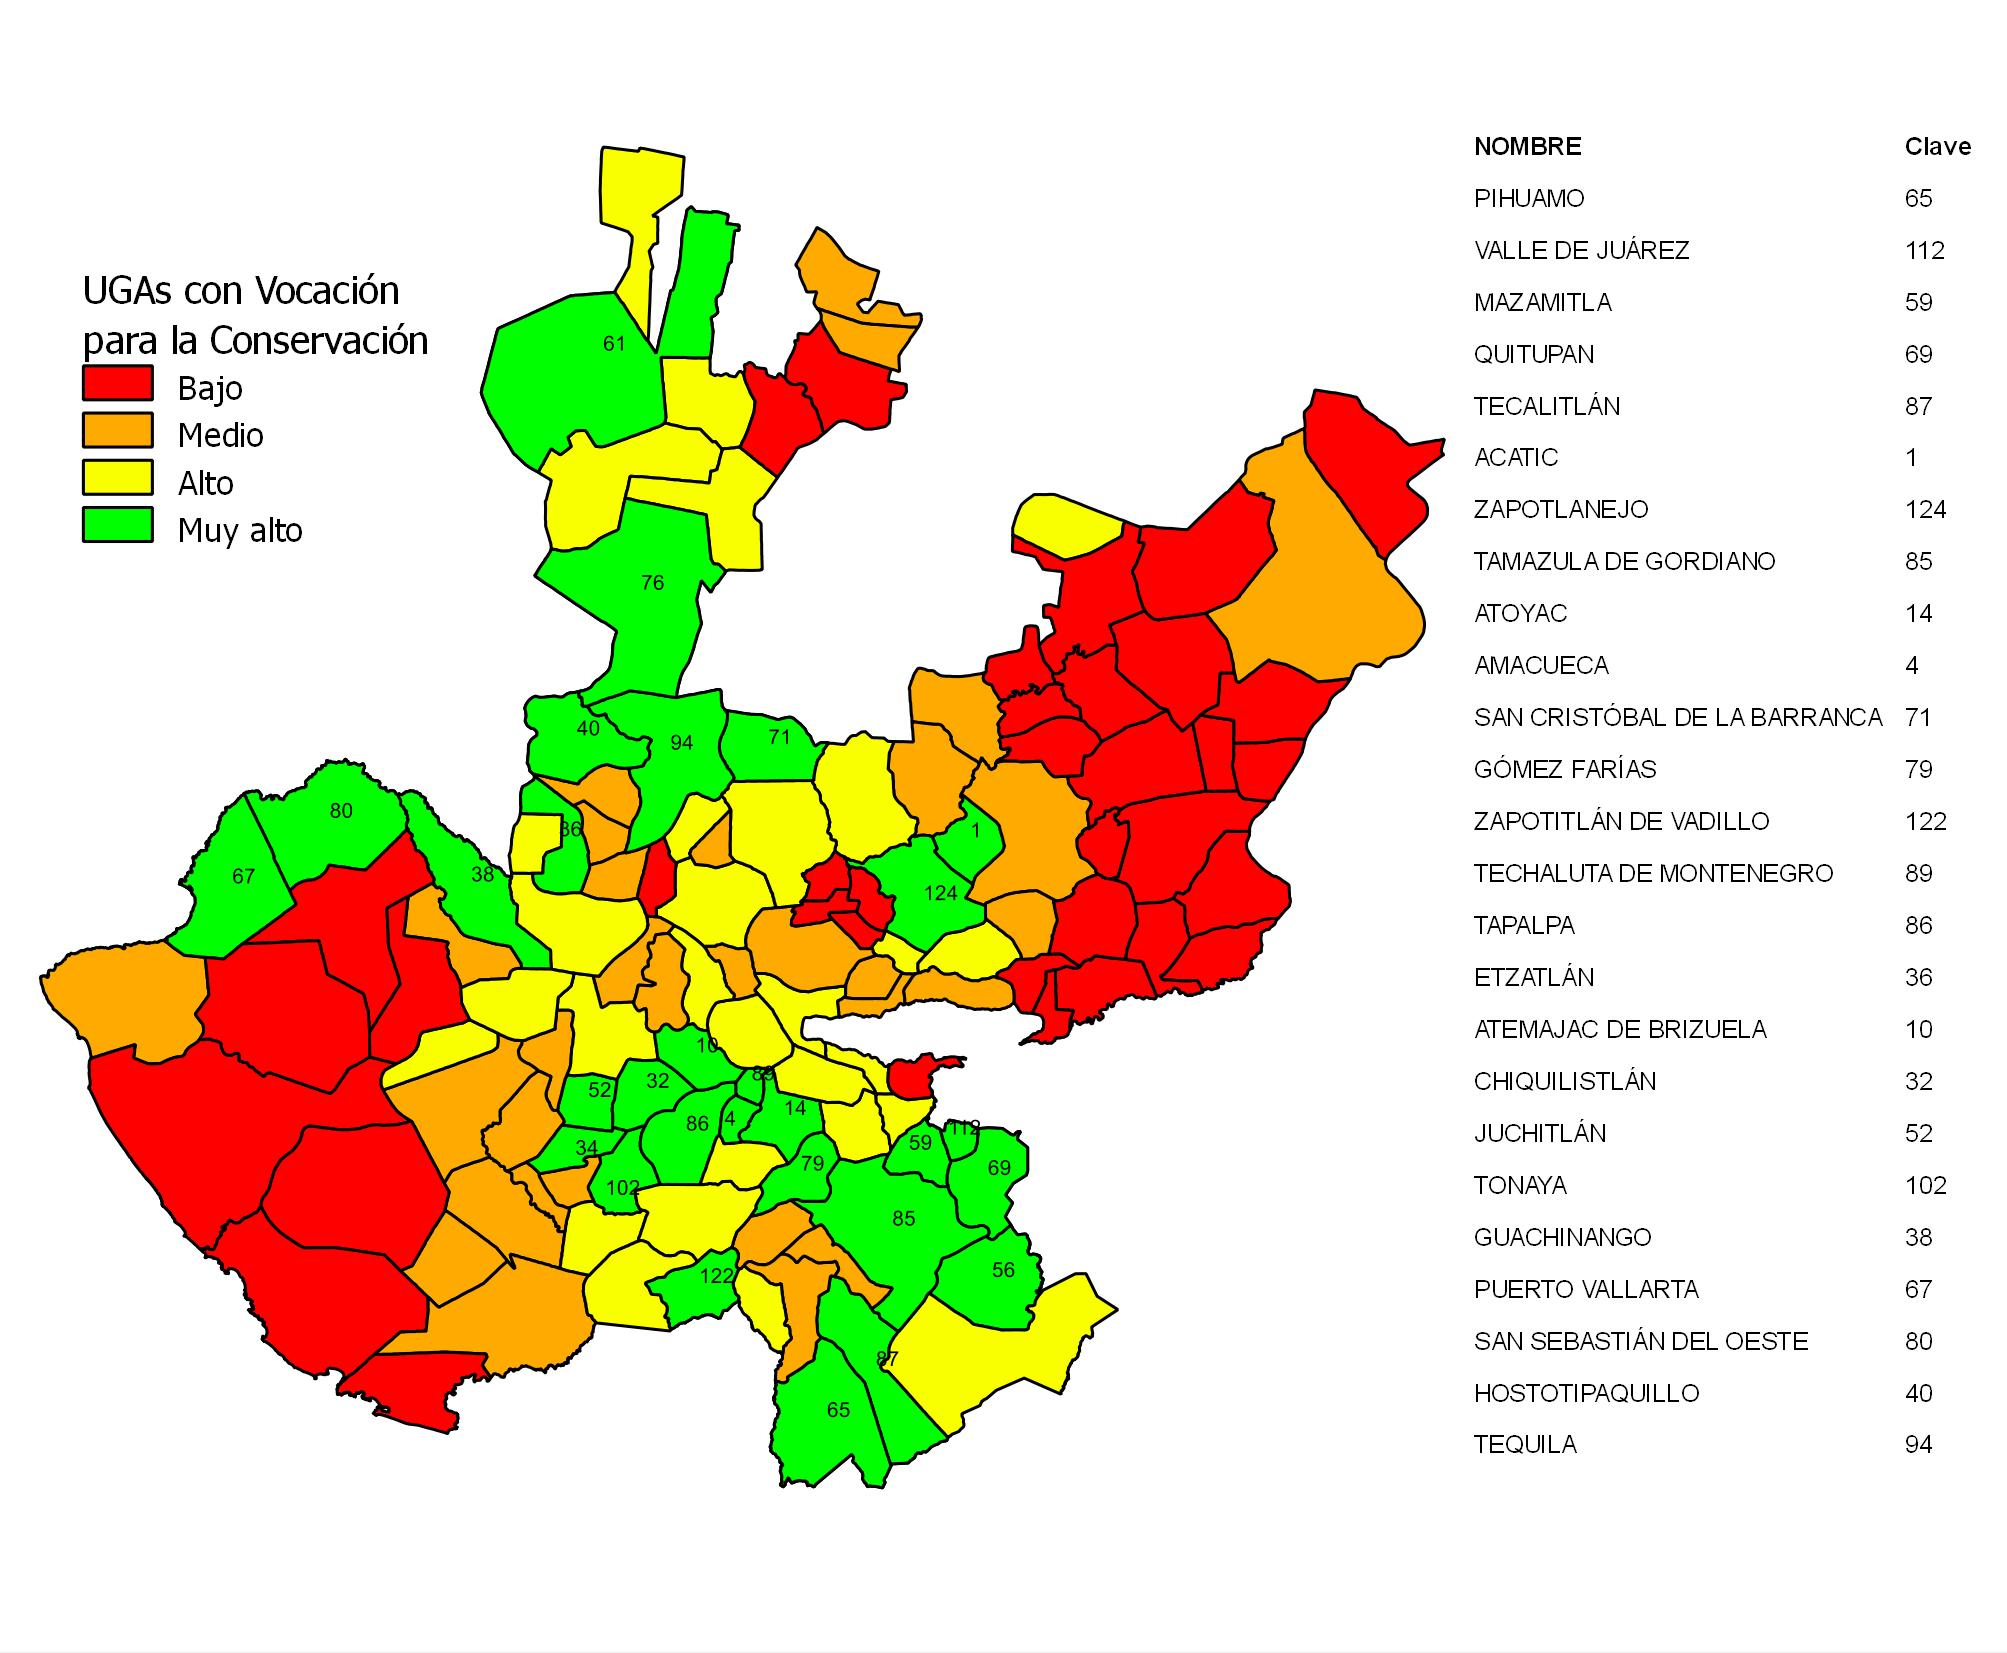 UGAs con Vocación
para la Conservación
Bajo
Medio
Alto
Muy alto
61
76
40
94
71
80
67
38
36
1
124
10
89
52
32
14
4
86
34
79
59
112
69
102
85
122
56
87
65
NOMBRE Clave
PIHUAMO 65
VALLE DE JUÁREZ 112
MAZAMITLA 59
QUITUPAN 69
TECALITLÁN 87
ACATIC 1
ZAPOTLANEJO 124
TAMAZULA DE GORDIANO 85
ATOYAC 14
AMACUECA 4
SAN CRISTÓBAL DE LA BARRANCA 71
GÓMEZ FARÍAS 79
ZAPOTITLÁN DE VADILLO 122
TECHALUTA DE MONTENEGRO 89
TAPALPA 86
ETZATLÁN 36
ATEMAJAC DE BRIZUELA 10
CHIQUILISTLÁN 32
JUCHITLÁN 52
TONAYA 102
GUACHINANGO 38
PUERTO VALLARTA 67
SAN SEBASTIÁN DEL OESTE 80
HOSTOTIPAQUILLO 40
TEQUILA 94